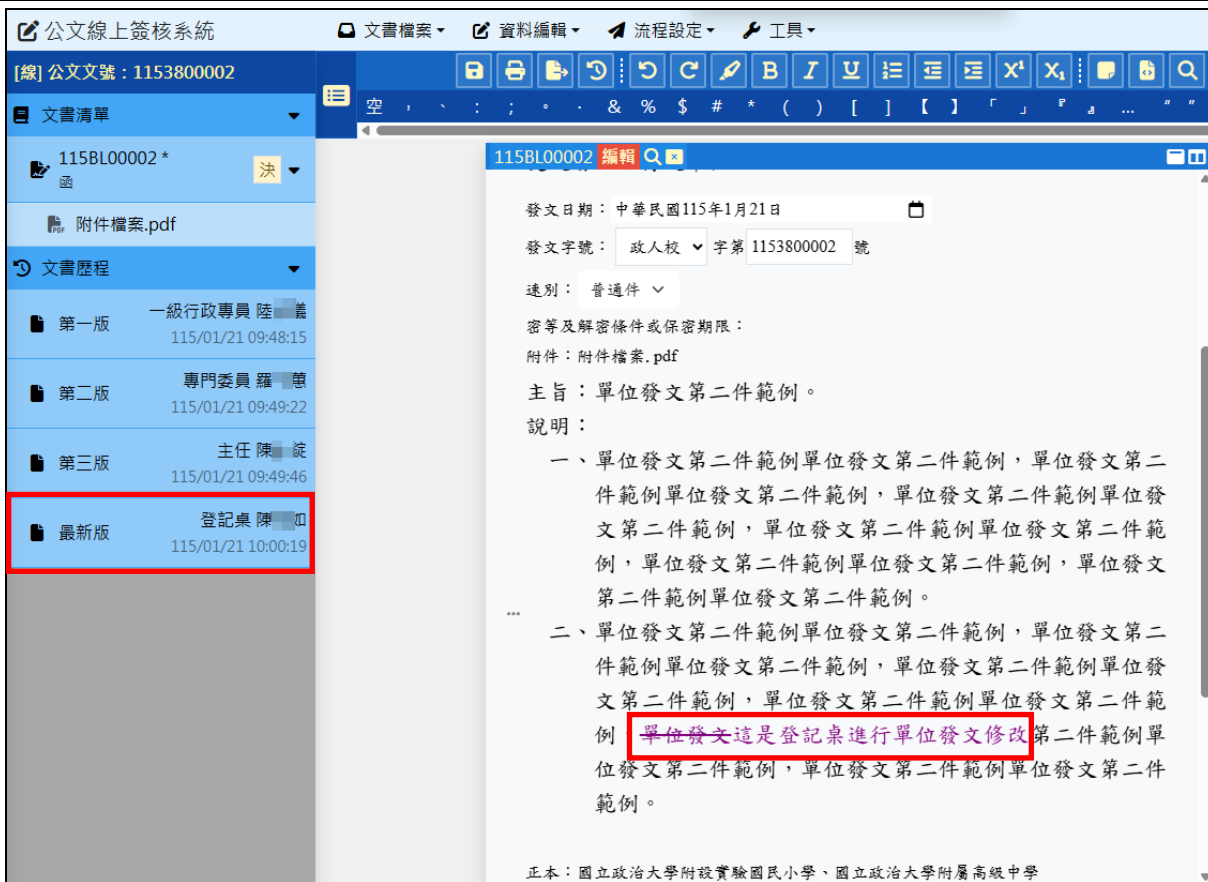 公文線上簽核系統
文書檔案 資料編輯 流程設定 工具
[線] 公文文號：1153800002
B I U X¹ X₁
空 ， 、 ： ； 。 ． & % $ # * ( ) [ ] 【 】 「 」 『 』 … 〃 〃
文書清單
115BL00002 *
函
決
附件檔案.pdf
文書歷程
第一版
一級行政專員 陸 義
115/01/21 09:48:15
第二版
專門委員 羅
115/01/21 09:49:22
第三版
主任 陳 錠
115/01/21 09:49:46
最新版
登記桌 陳 如
115/01/21 10:00:19
115BL00002 編輯
發文日期：中華民國115年1月21日
發文字號：政人校 字第 1153800002 號
速別：普通件
密等及解密條件或保密期限：
附件：附件檔案.pdf
主旨：單位發文第二件範例。
說明：
一、單位發文第二件範例單位發文第二件範例，單位發文第二
件範例單位發文第二件範例，單位發文第二件範例單位發
文第二件範例，單位發文第二件範例單位發文第二件範
例，單位發文第二件範例單位發文第二件範例，單位發文
第二件範例單位發文第二件範例。
二、單位發文第二件範例單位發文第二件範例，單位發文第二
件範例單位發文第二件範例，單位發文第二件範例單位發
文第二件範例，單位發文第二件範例單位發文第二件範
例，單位發文這是登記桌進行單位發文修改第二件範例單
位發文第二件範例，單位發文第二件範例單位發文第二件
範例。
正本：國立政治大學附設實驗國民小學、國立政治大學附屬高級中學